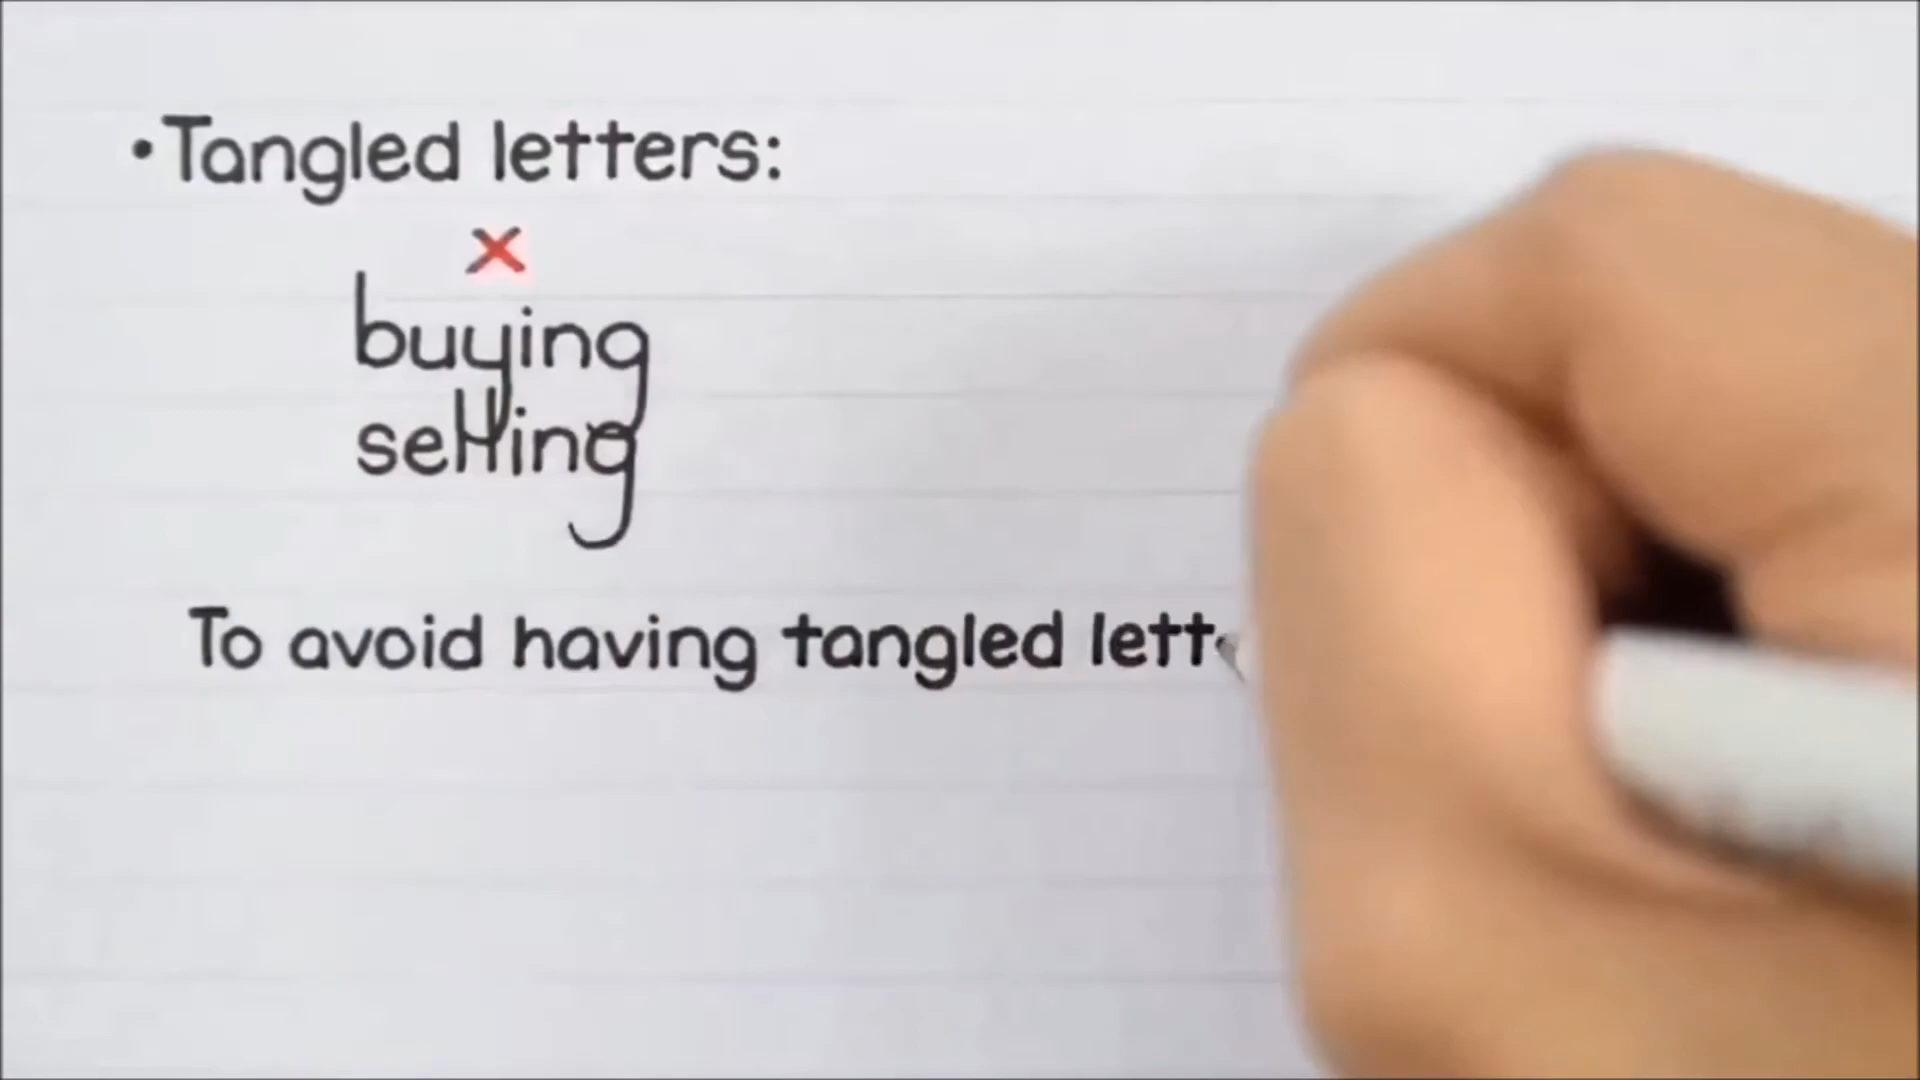 • Tangled letters:
×
buying
selling
To avoid having tangled lett